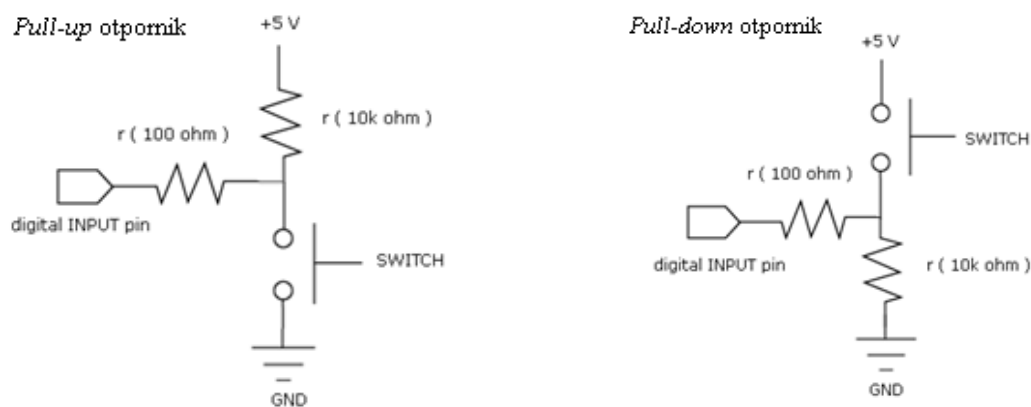 Pull-up otpornik
+5 V
r ( 10k ohm )
r ( 100 ohm )
digital INPUT pin
SWITCH
GND
Pull-down otpornik
+5 V
SWITCH
r ( 100 ohm )
digital INPUT pin
r ( 10k ohm )
GND